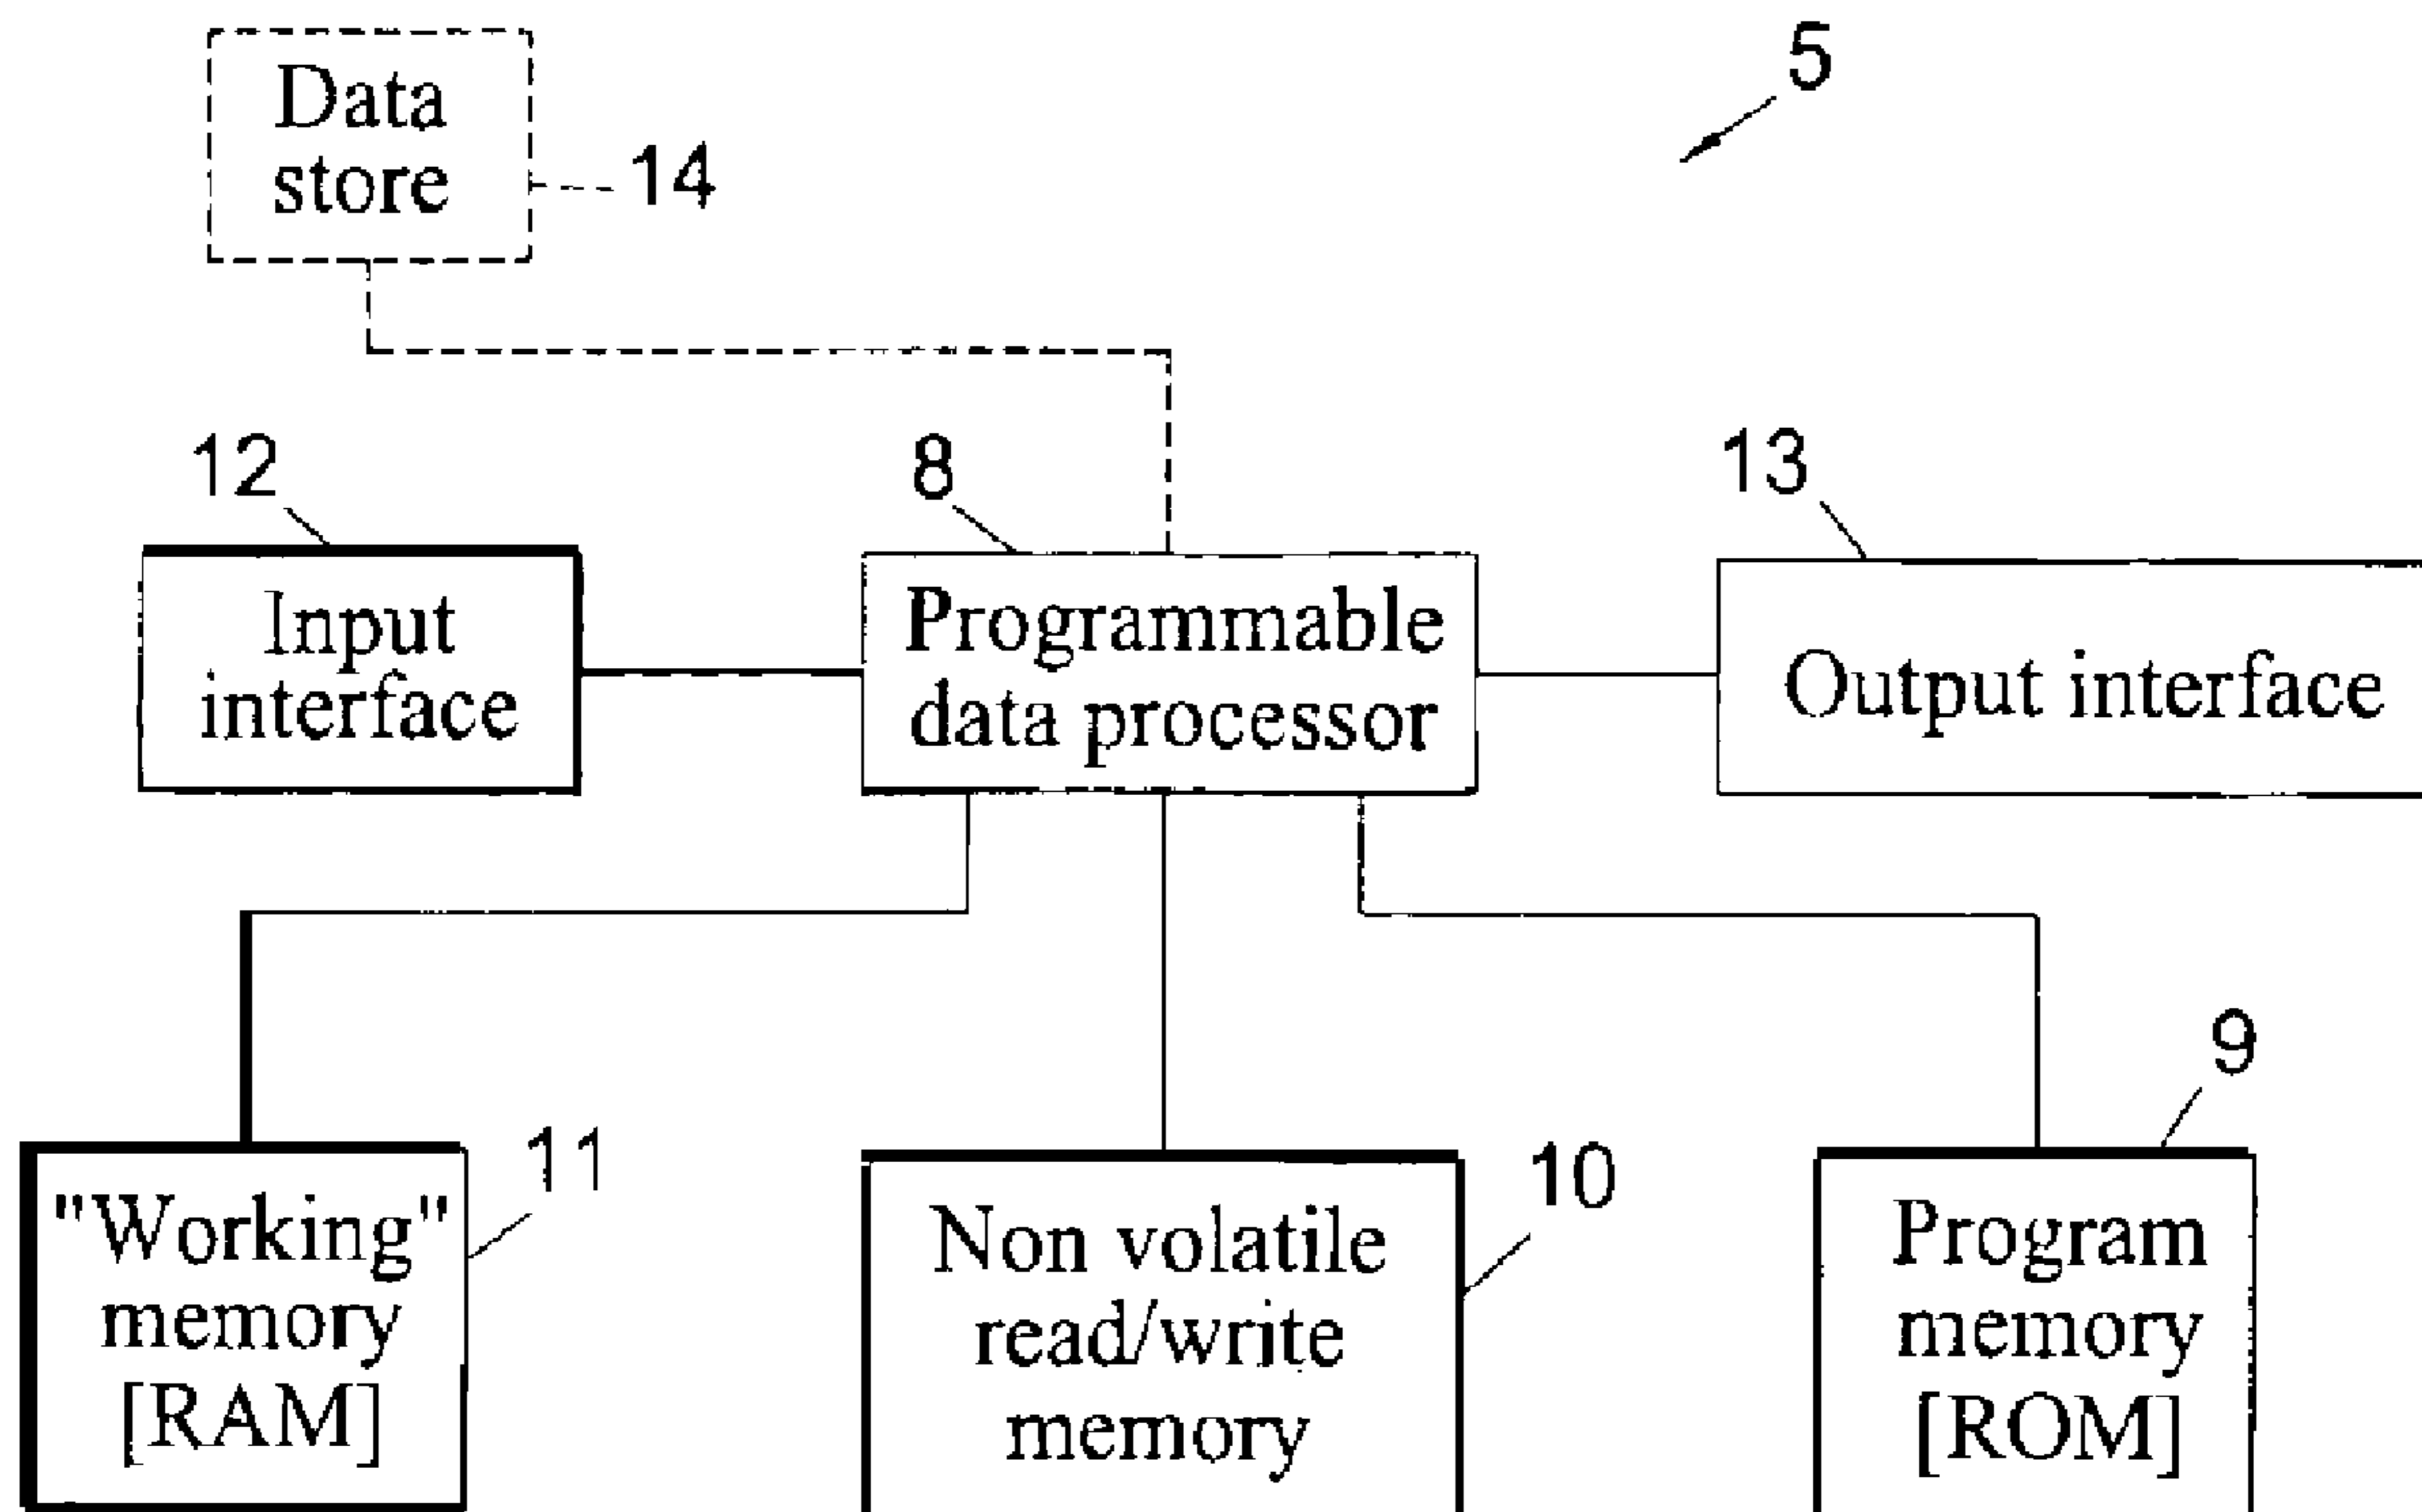 5
Data
store
14
12
8
13
Input
interface
Programmable
data processor
Output interface
9
11
10
"Working"
memory
[RAM]
Non volatile
read/write
memory
Program
memory
[ROM]